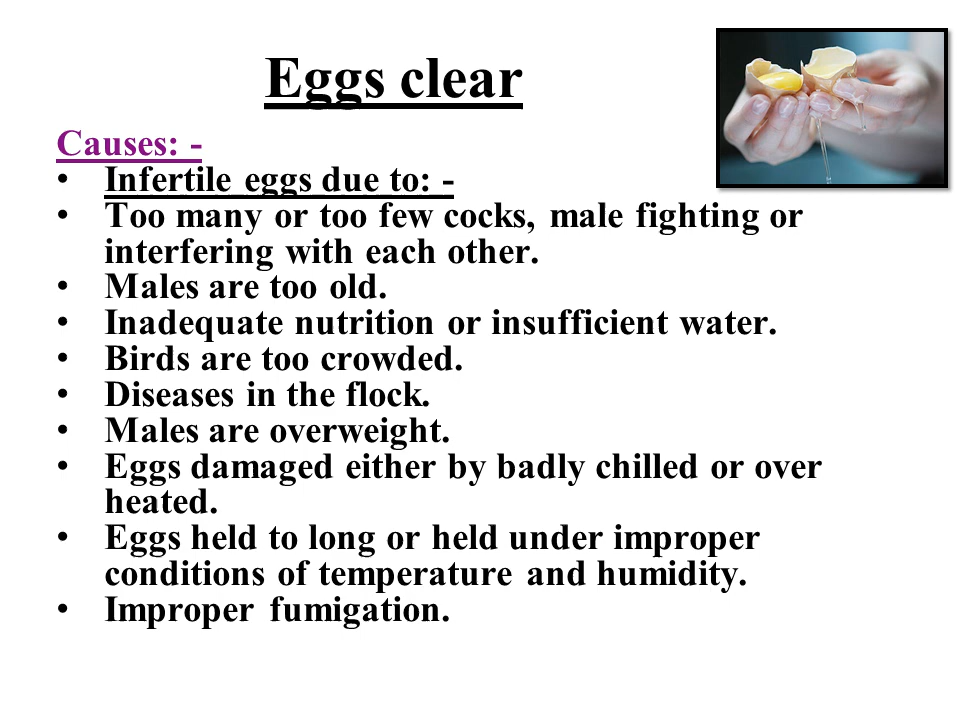 Eggs clear
Causes: -
• Infertile eggs due to: -
• Too many or too few cocks, male fighting or
interfering with each other.
• Males are too old.
• Inadequate nutrition or insufficient water.
• Birds are too crowded.
• Diseases in the flock.
• Males are overweight.
• Eggs damaged either by badly chilled or over
heated.
• Eggs held to long or held under improper
conditions of temperature and humidity.
• Improper fumigation.